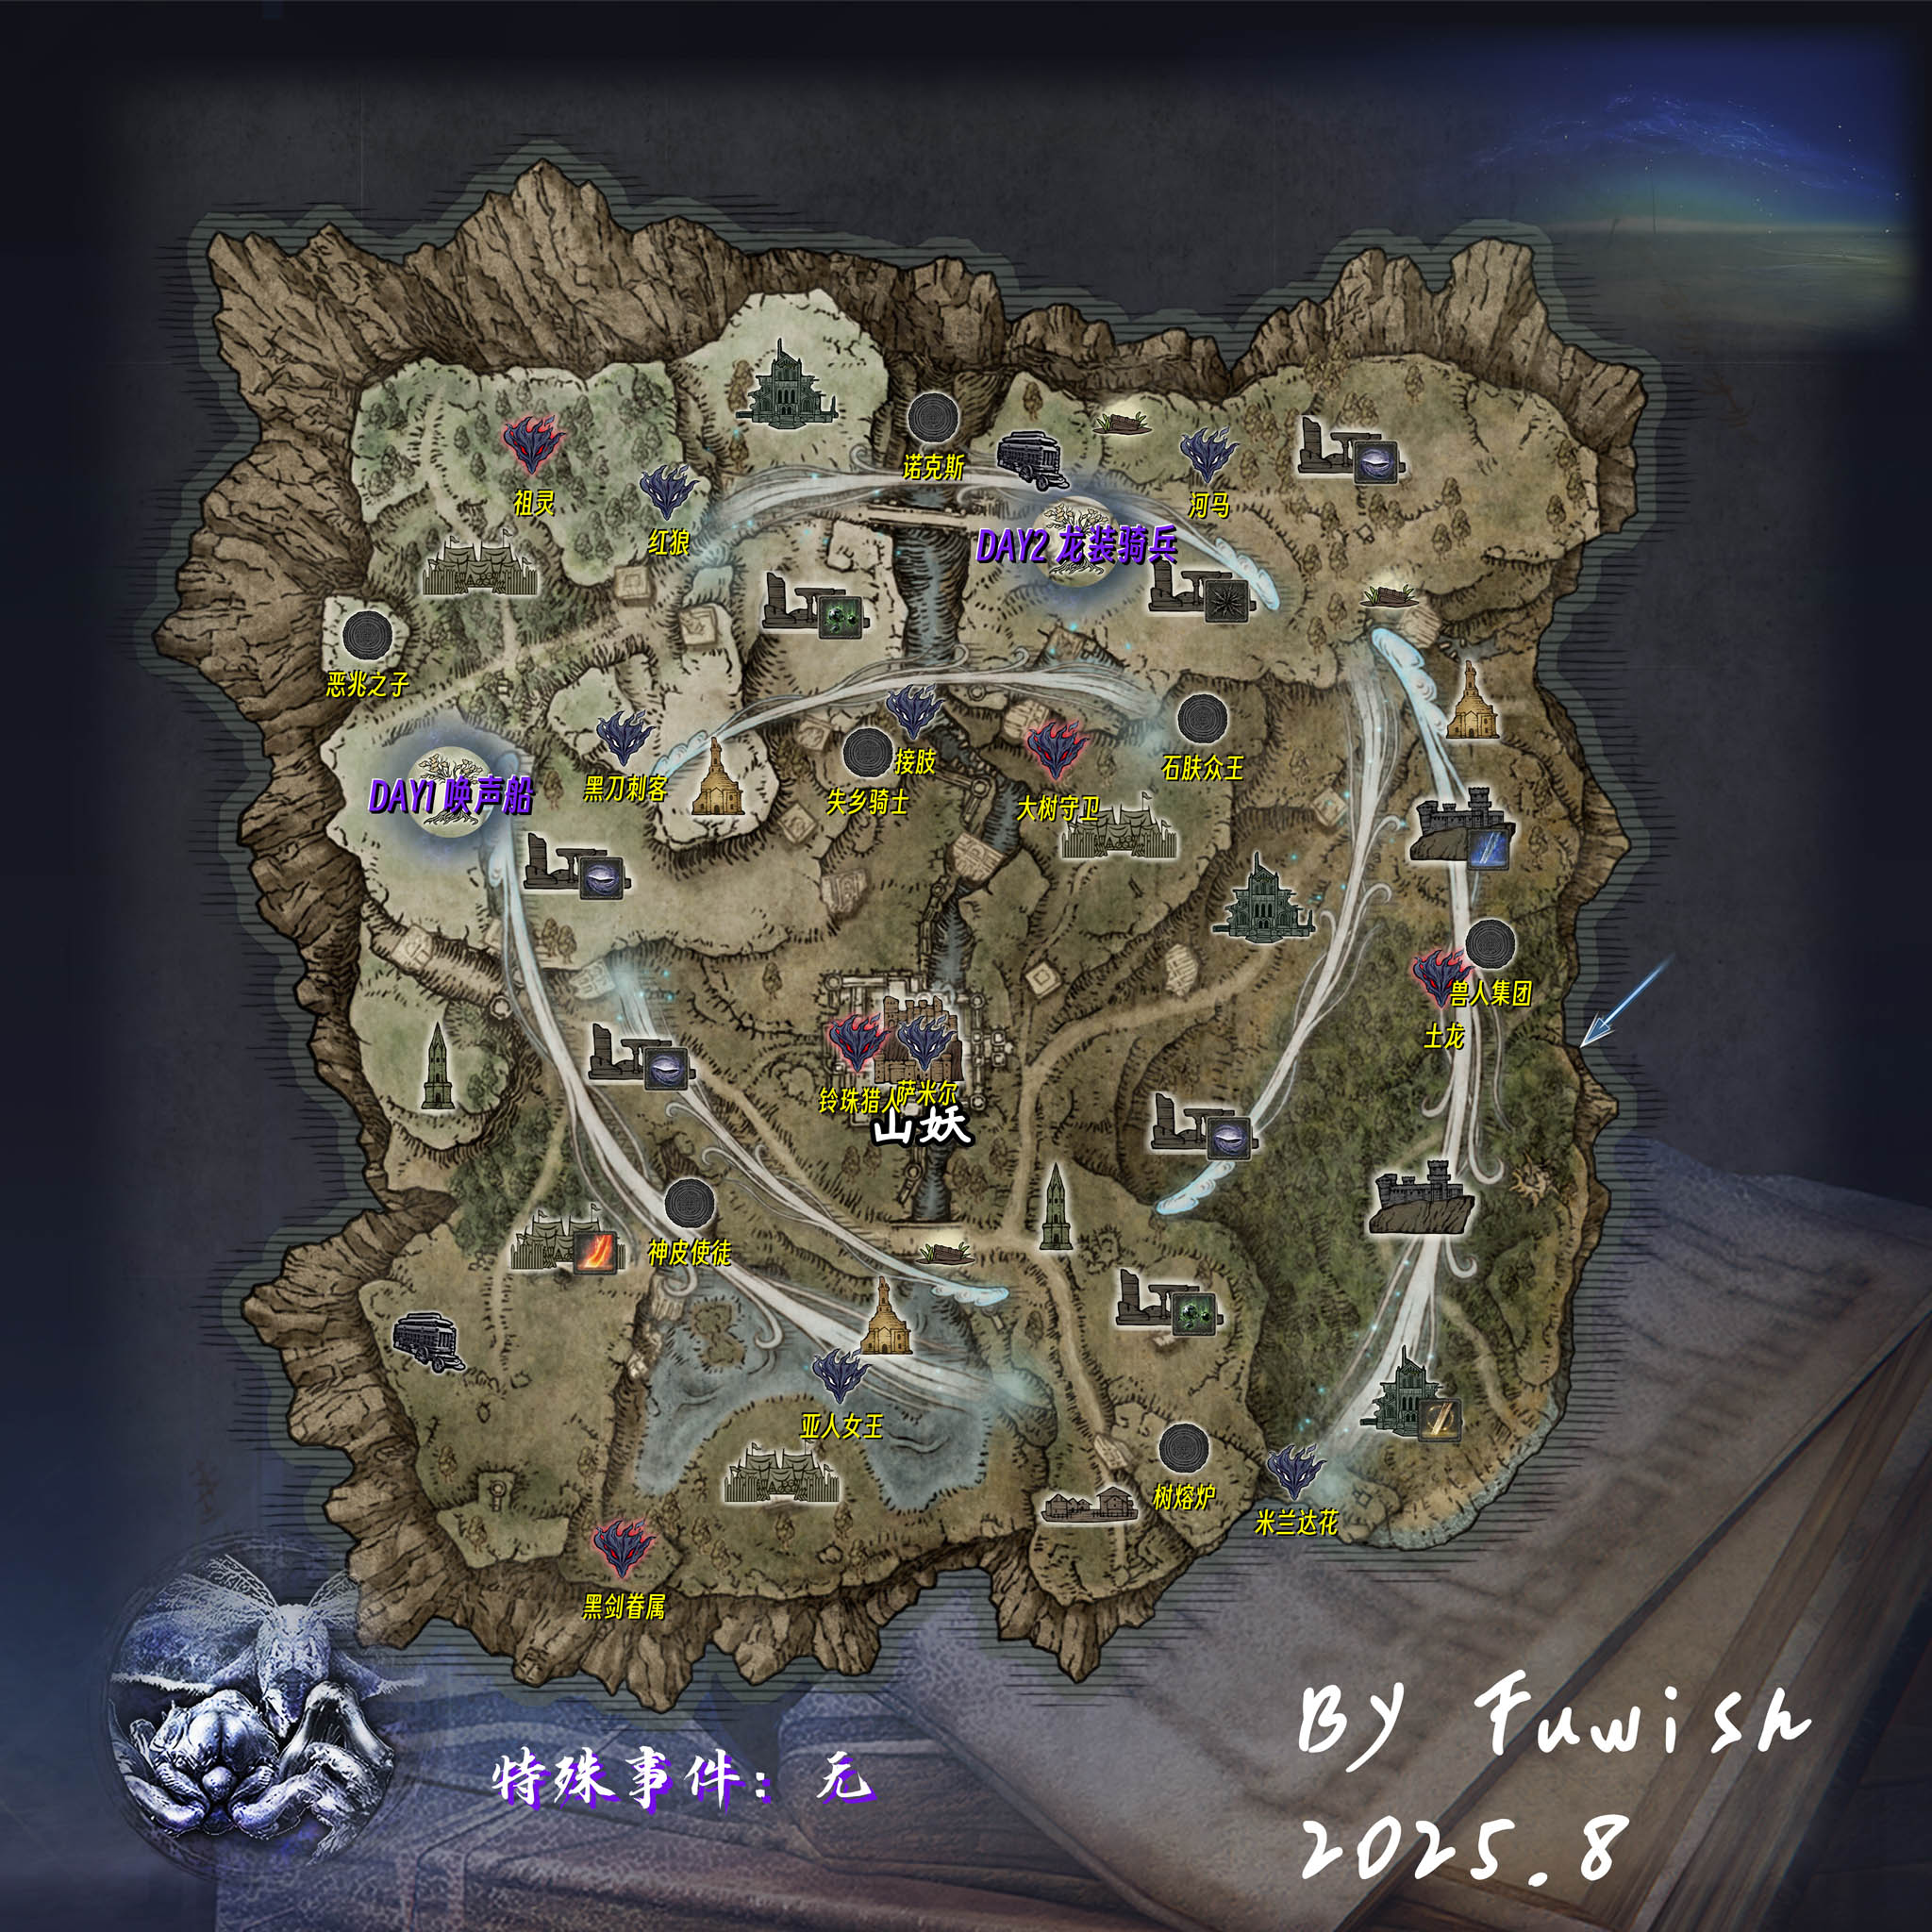 诺克斯
祖灵
河马
红狼
DAY2 龙装骑兵
恶兆之子
接肢
石肤众王
黑刀刺客
DAY1 唤声船
失乡骑士
大树守卫
兽人集团
土龙
铃珠猎人
萨米尔
山妖
神皮使徒
亚人女王
树熔炉
米兰达花
黑剑眷属
特殊事件：无
By Fuwish
2025.8